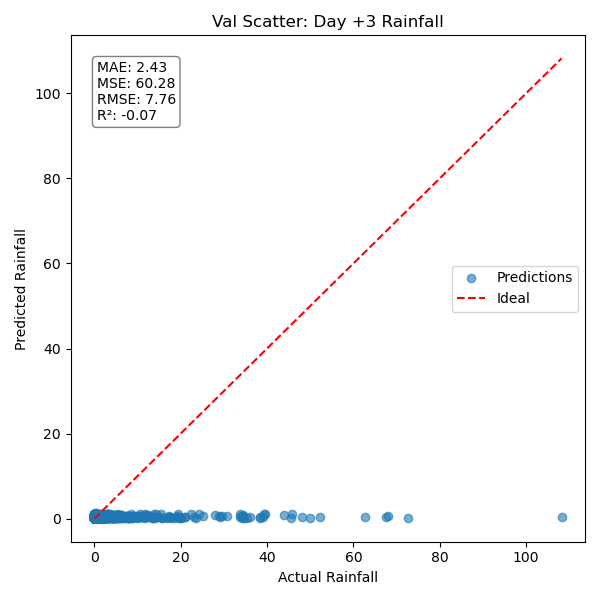 Val Scatter: Day +3 Rainfall
MAE: 2.43
MSE: 60.28
RMSE: 7.76
R²: -0.07
100
80
60
40
20
0
Predicted Rainfall
Predictions
Ideal
0 20 40 60 80 100
Actual Rainfall